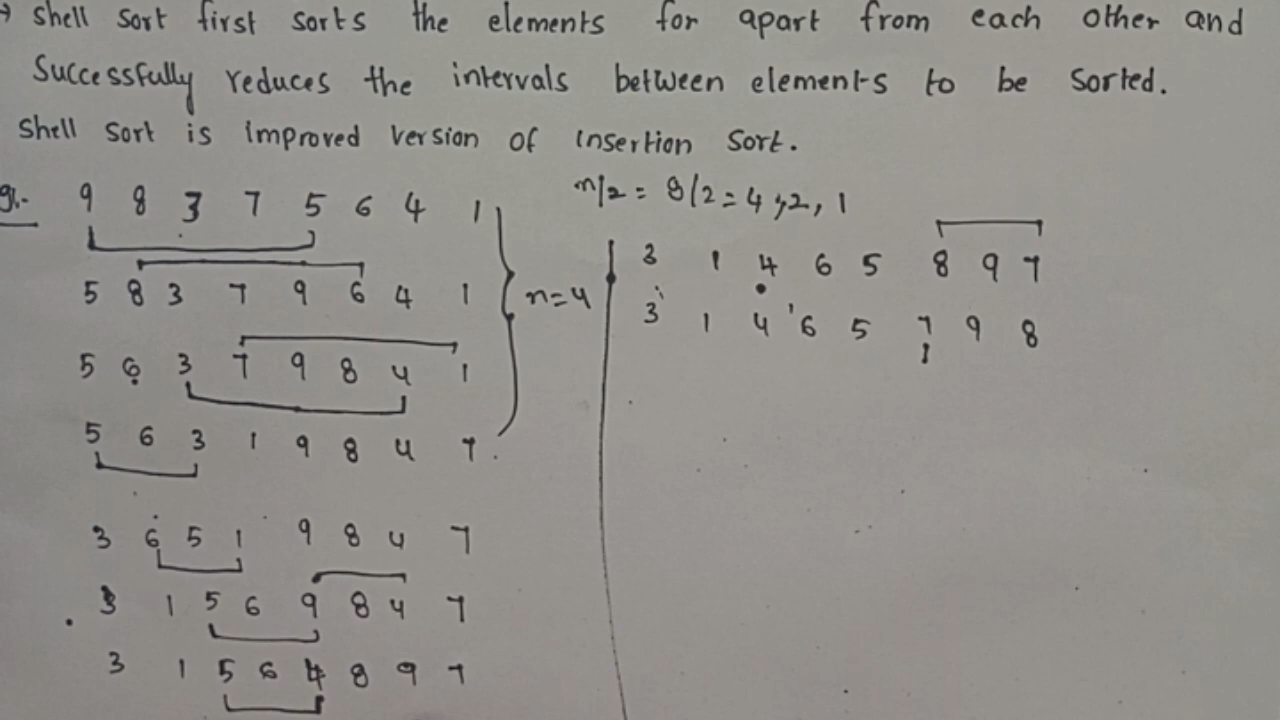 → Shell sort first sorts the elements for apart from each other and
Successfully reduces the intervals between elements to be sorted.
Shell sort is improved version of insertion sort.
9 8 3 7 5 6 4 1
5 8 3 7 9 6 4 1
n=4
5 6 3 7 9 8 4 1
5 6 3 1 9 8 4 7.
3 6 5 1 9 8 4 7
3 1 5 6 9 8 4 7
3 1 5 6 4 8 9 7
n/2 = 8/2 = 4, 2, 1
3 1 4 6 5 8 9 7
3 1 4 6 5 7 9 8